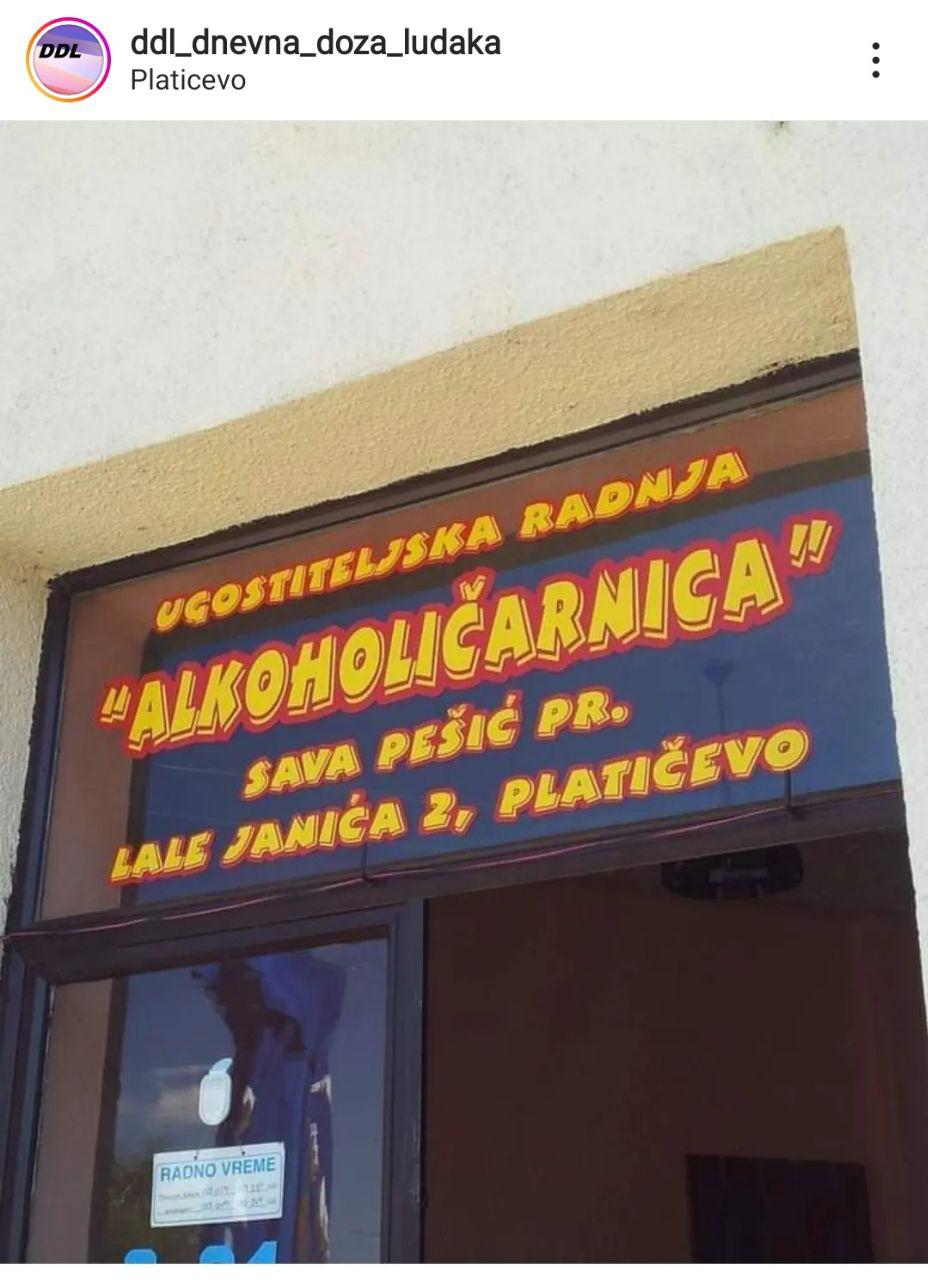 DDL
ddl_dnevna_doza_ludaka
Platicevo
UGOSTITELJSKA RADNJA
"ALKOHOLIČARNICA"
SAVA PEŠIĆ PR.
LALE JANIĆA 2, PLATIČEVO
RADNO VREME